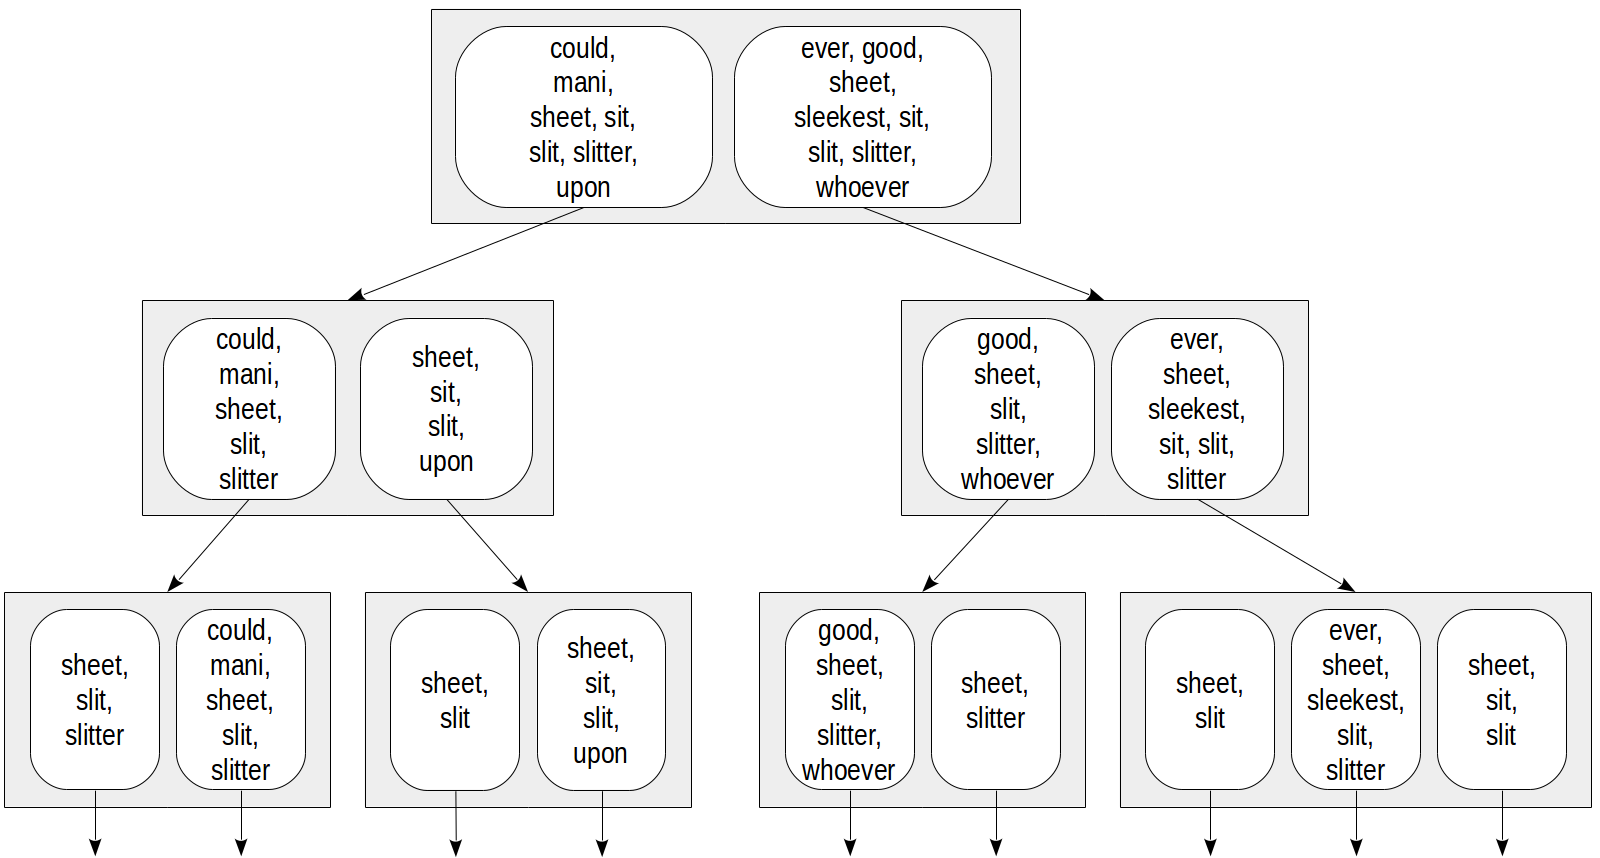 could,
mani,
sheet, sit,
slit, slitter,
upon
ever, good,
sheet,
sleekest, sit,
slit, slitter,
whoever
could,
mani,
sheet,
slit,
slitter
sheet,
sit,
slit,
upon
good,
sheet,
slit,
slitter,
whoever
ever,
sheet,
sleekest,
sit, slit,
slitter
sheet,
slit,
slitter
could,
mani,
sheet,
slit,
slitter
sheet,
slit
sheet,
sit,
slit,
upon
good,
sheet,
slit,
slitter,
whoever
sheet,
slitter
sheet,
slit
ever,
sheet,
sleekest,
slit,
slitter
sheet,
sit,
slit